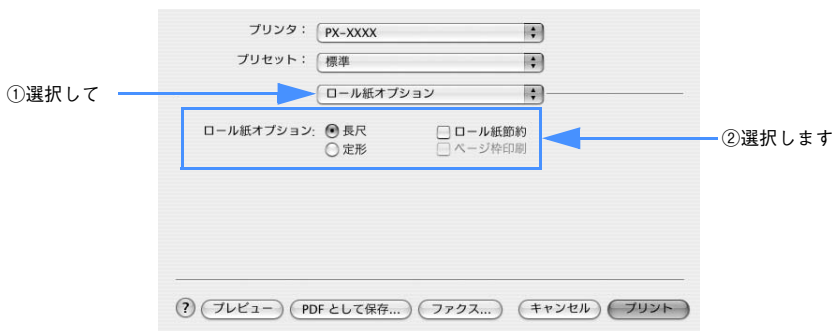 プリンタ： PX-XXXX
プリセット： 標準
①選択して
ロール紙オプション
ロール紙オプション: 長尺 ロール紙節約
定形 ページ枠印刷
②選択します
? プレビュー PDF として保存... ファクス... キャンセル プリント